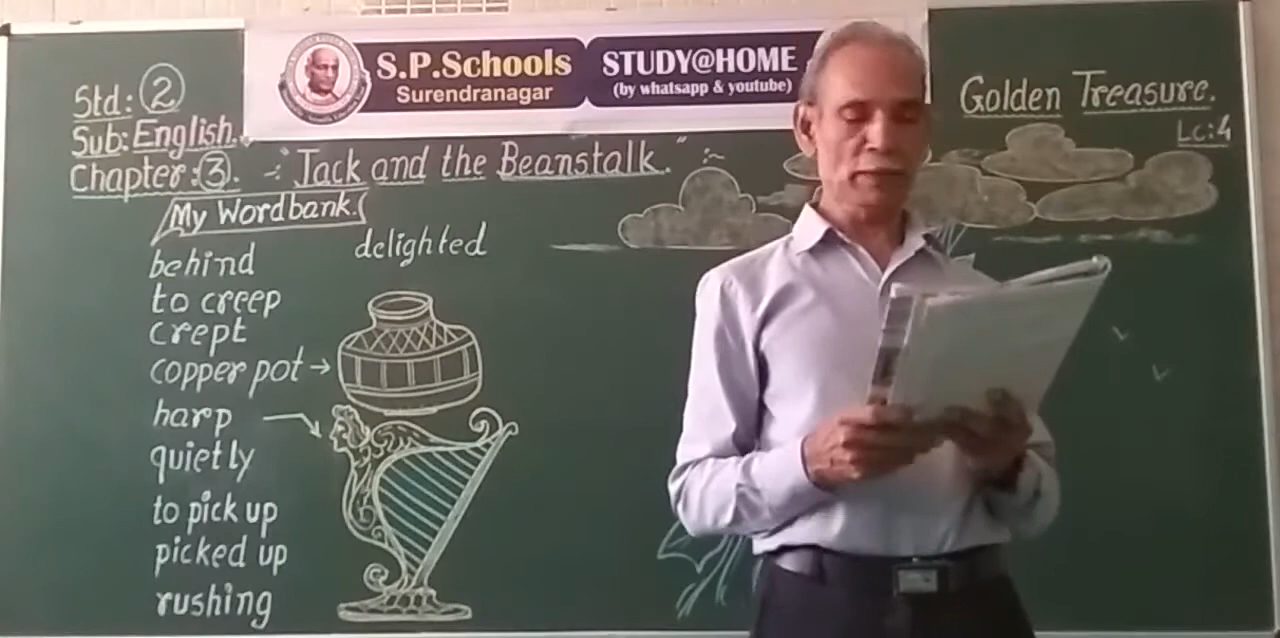 S.P.Schools
Surendranagar
STUDY@HOME
(by whatsapp & youtube)
Std: 2
Sub: English.
Chapter: 3. -: "Jack and the Beanstalk." :-
Golden Treasure.
Lc: 4
My Wordbank.
behind
to creep
crept
copper pot →
harp
quietly
to pick up
picked up
rushing
delighted